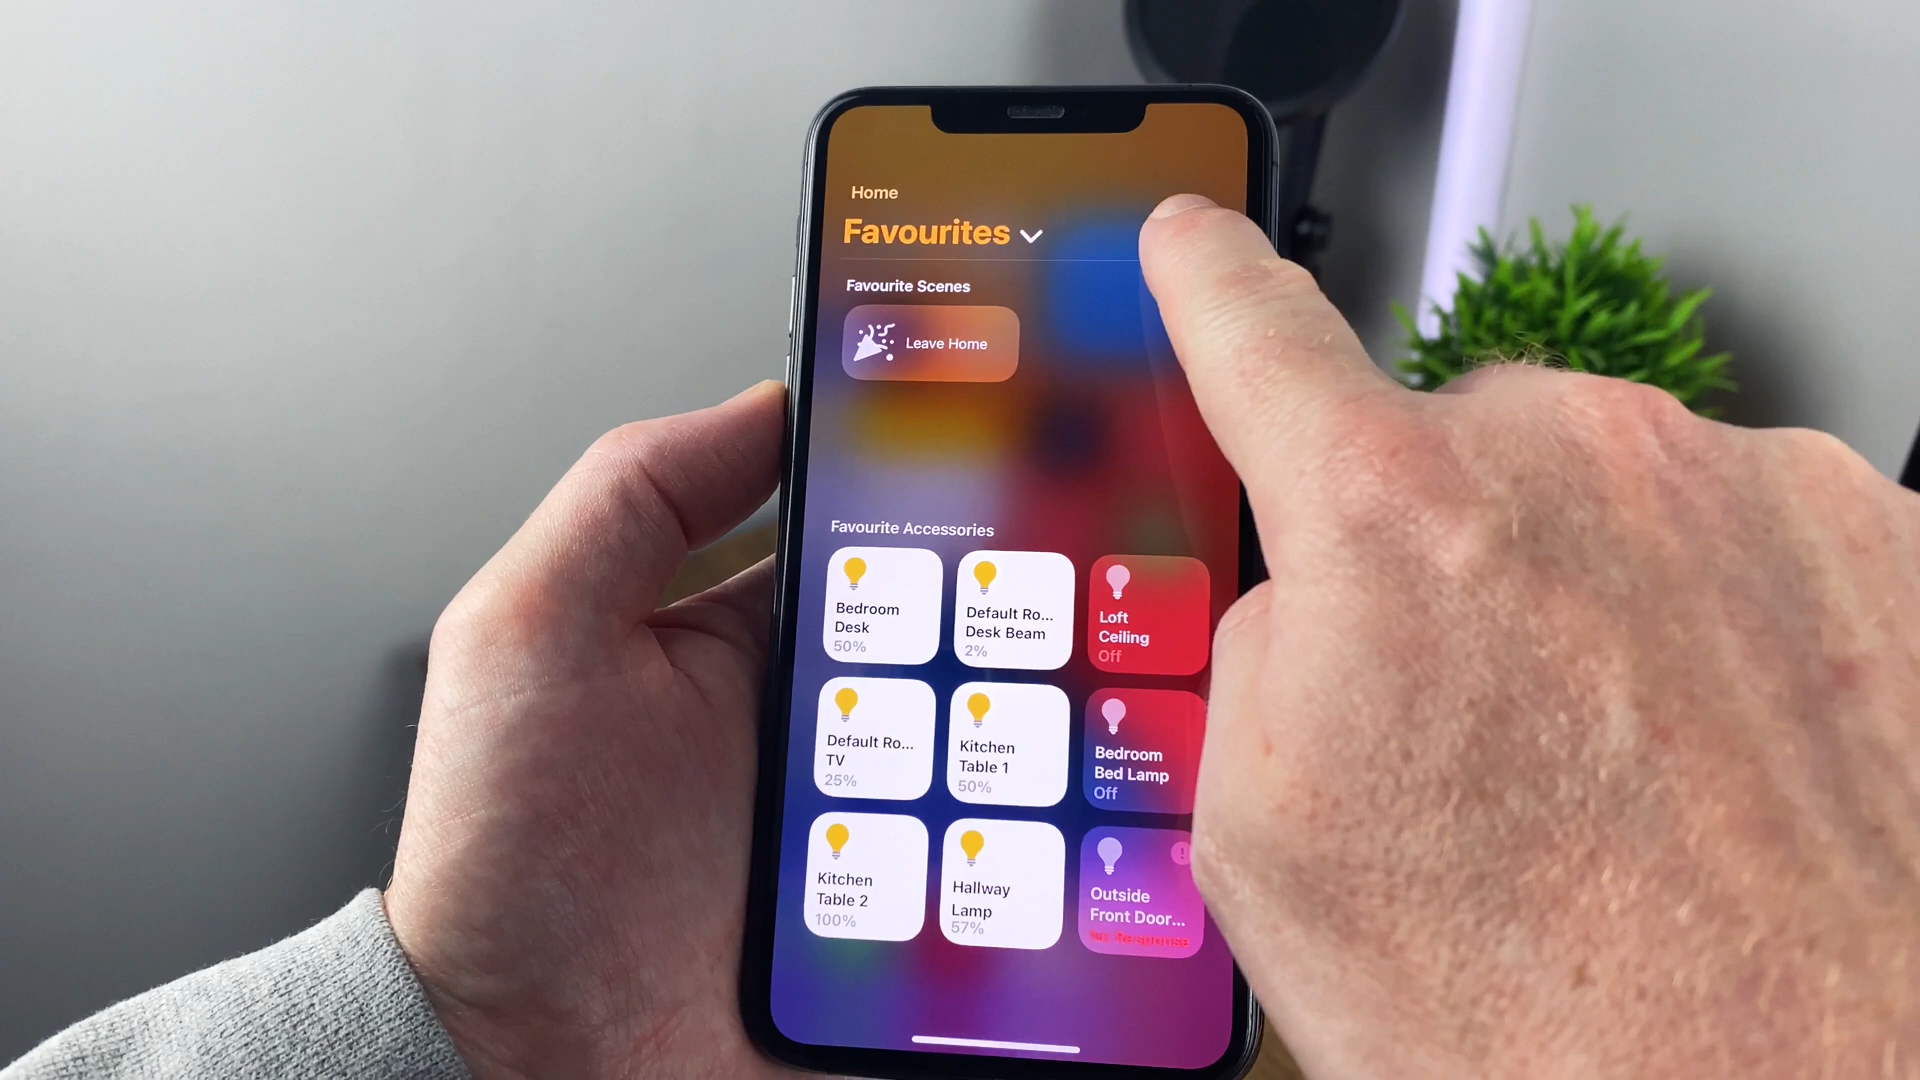 Home
Favourites
Favourite Scenes
Leave Home
Favourite Accessories
Bedroom
Desk
50%
Default Ro...
Desk Beam
2%
Loft
Ceiling
Off
Default Ro...
TV
25%
Kitchen
Table 1
50%
Bedroom
Bed Lamp
Off
Kitchen
Table 2
100%
Hallway
Lamp
57%
Outside
Front Door...
No Response